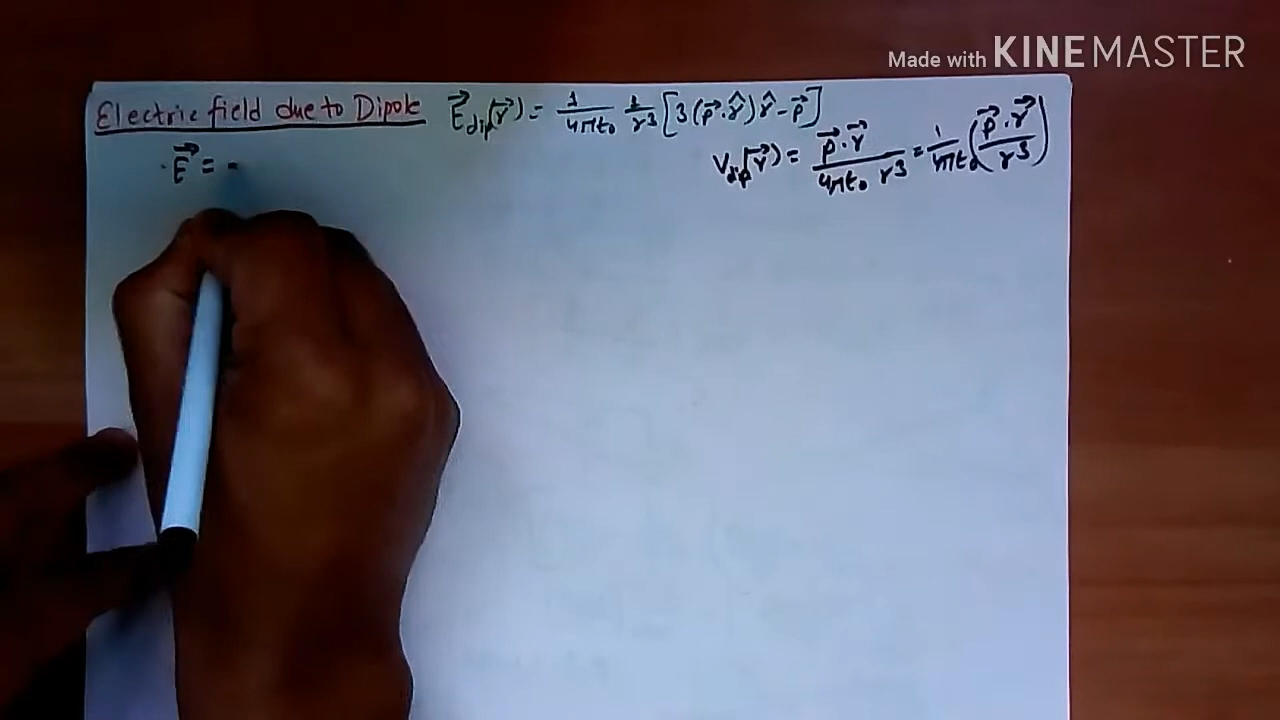 Made with KINEMASTER
Electric field due to Dipole E⃗dip(r⃗) = 1/4πε₀ 1/r³ [3(p⃗·r̂)r̂ - p⃗]
Vdip(r⃗) = p⃗·r⃗/4πε₀ r³ = 1/4πε₀ (p⃗·r⃗/r³)
E⃗ = -